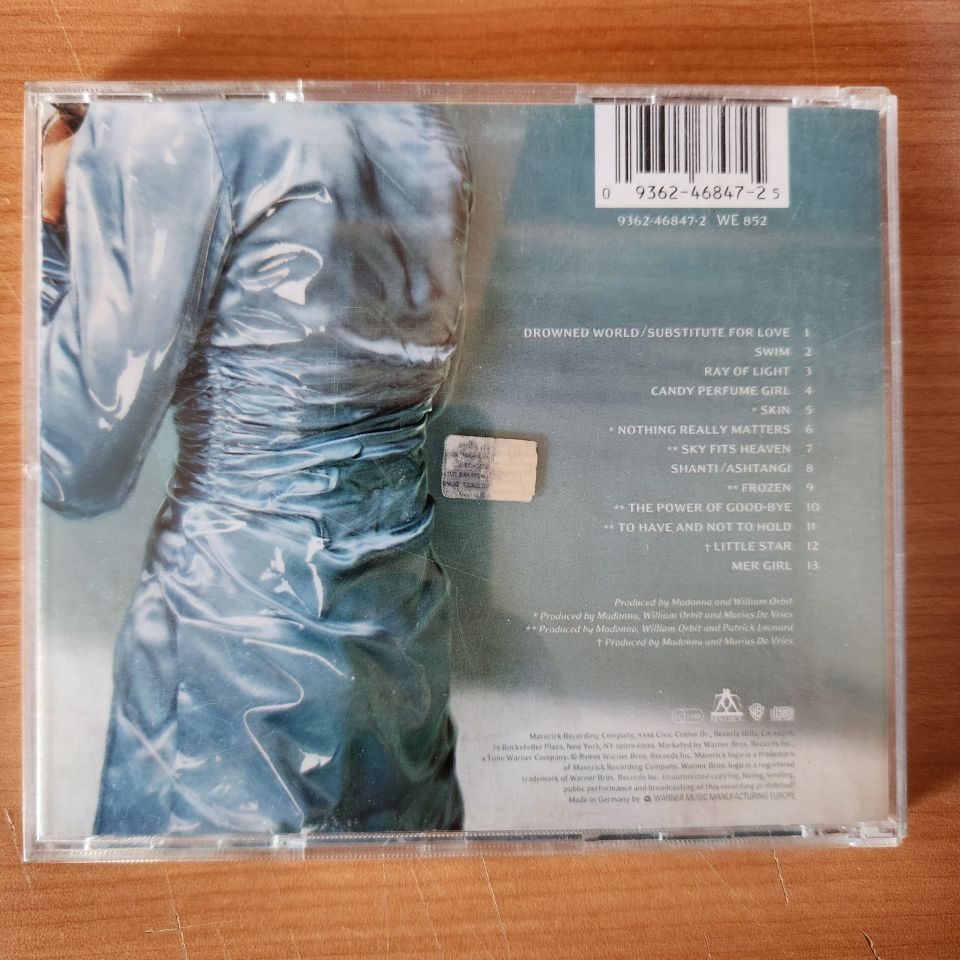 0 9362-46847-2 5
9362-46847-2 WE 852
DROWNED WORLD/SUBSTITUTE FOR LOVE 1
SWIM 2
RAY OF LIGHT 3
CANDY PERFUME GIRL 4
* SKIN 5
* NOTHING REALLY MATTERS 6
** SKY FITS HEAVEN 7
SHANTI/ASHTANGI 8
** FROZEN 9
** THE POWER OF GOOD-BYE 10
** TO HAVE AND NOT TO HOLD 11
† LITTLE STAR 12
MER GIRL 13
Produced by Madonna and William Orbit
* Produced by Madonna, William Orbit and Marius De Vries
** Produced by Madonna, William Orbit and Patrick Leonard
† Produced by Madonna and Marius De Vries
MAVERICK WB
Maverick Recording Company, 9348 Civic Center Dr., Beverly Hills, CA 90210
75 Rockefeller Plaza, New York, NY 10019-6908. Marketed by Warner Bros. Records Inc.,
a Time Warner Company. © ℗ 1998 Warner Bros. Records Inc. Maverick logo is a trademark
of Maverick Recording Company. Warner Bros. logo is a registered
trademark of Warner Bros. Records Inc. Unauthorized copying, hiring, lending,
public performance and broadcasting of this recording prohibited!
Made in Germany by WARNER MUSIC MANUFACTURING EUROPE